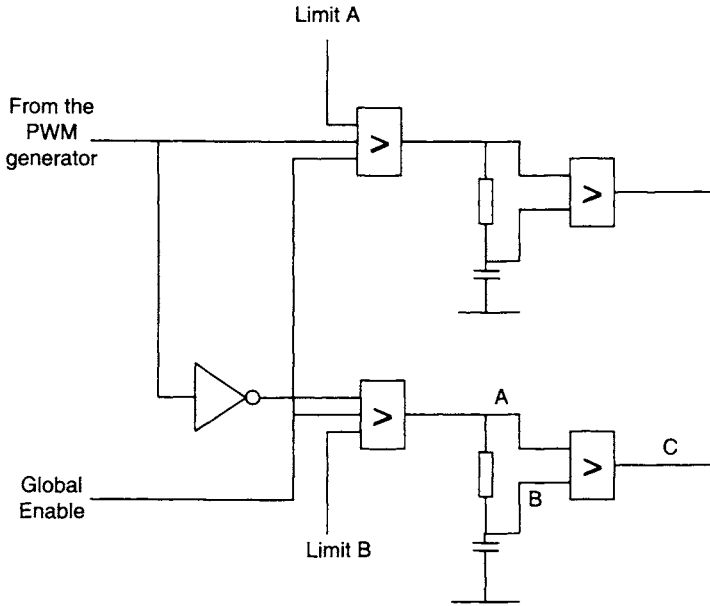 Limit A
From the
PWM
generator
>
>
A
>
C
>
B
Global
Enable
Limit B